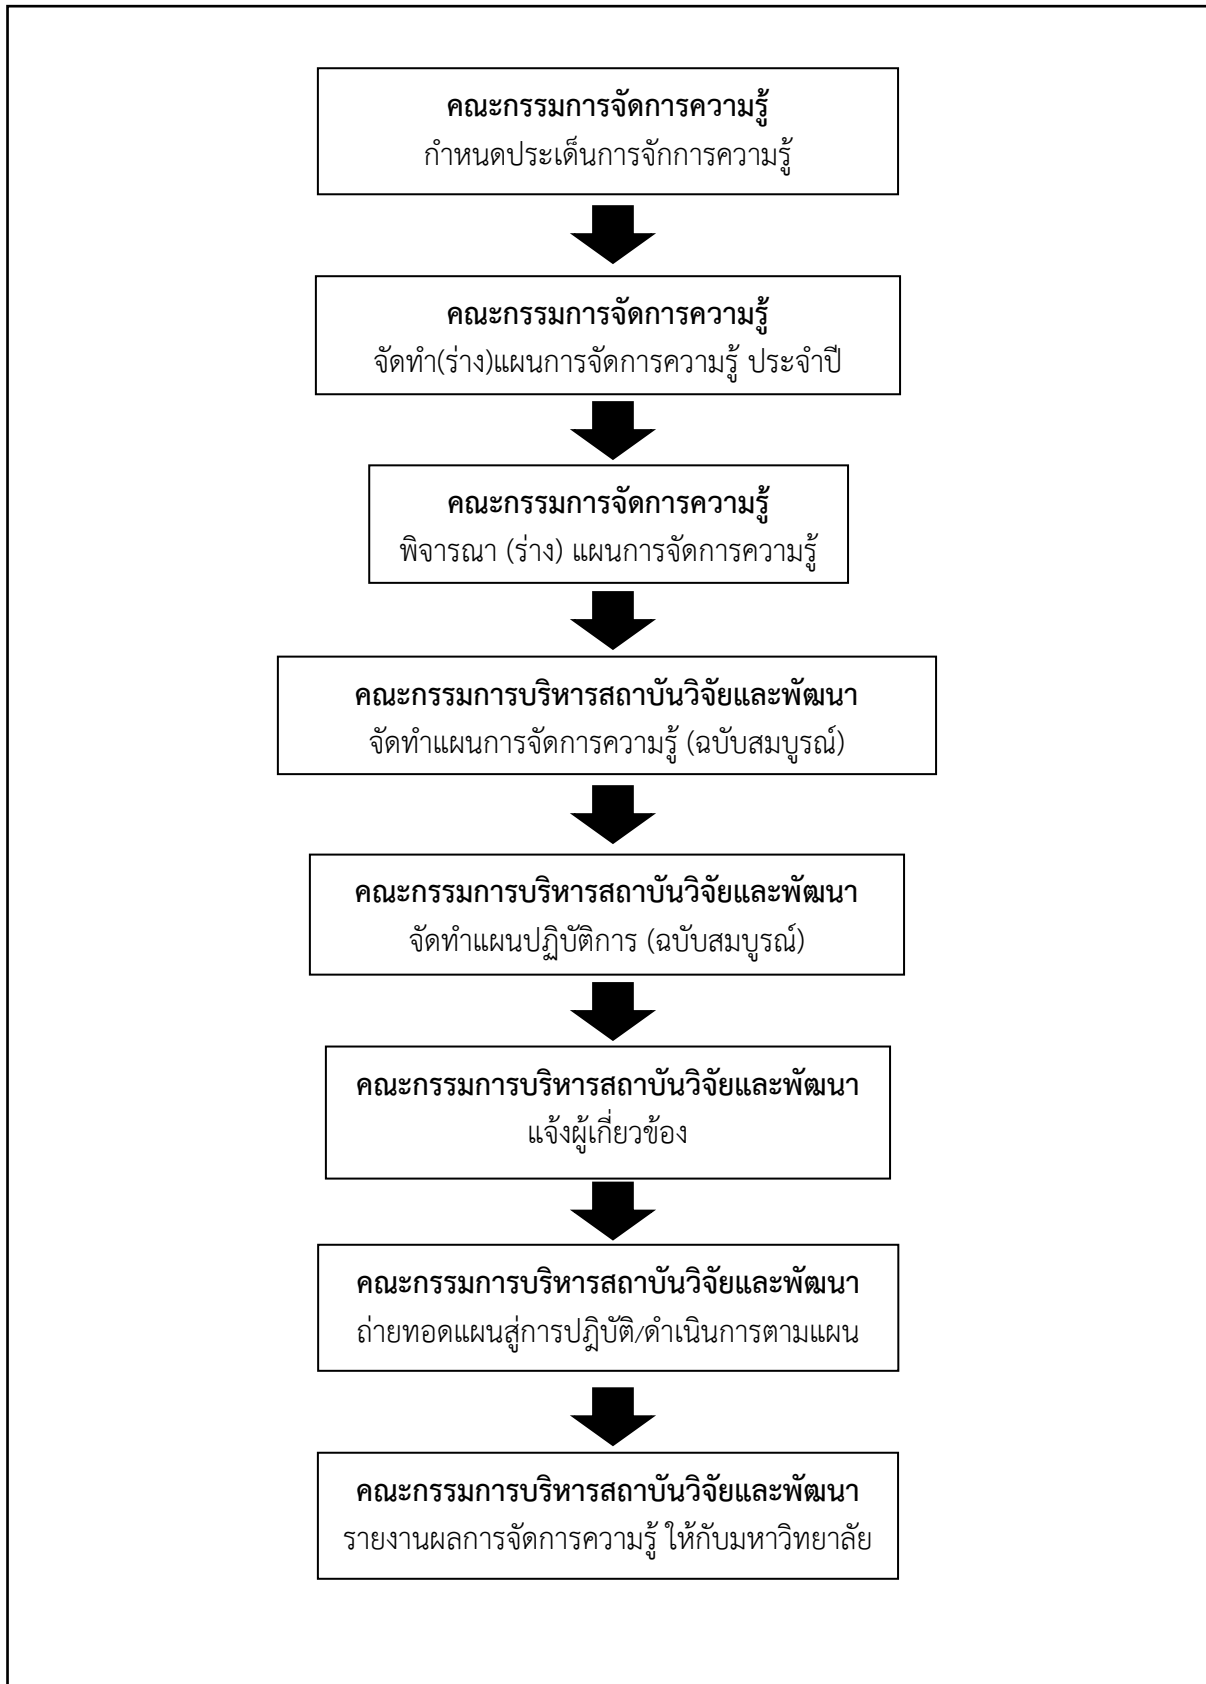 คณะกรรมการจัดการความรู้
กำหนดประเด็นการจักการความรู้
คณะกรรมการจัดการความรู้
จัดทำ(ร่าง)แผนการจัดการความรู้ ประจำปี
คณะกรรมการจัดการความรู้
พิจารณา (ร่าง) แผนการจัดการความรู้
คณะกรรมการบริหารสถาบันวิจัยและพัฒนา
จัดทำแผนการจัดการความรู้ (ฉบับสมบูรณ์)
คณะกรรมการบริหารสถาบันวิจัยและพัฒนา
จัดทำแผนปฏิบัติการ (ฉบับสมบูรณ์)
คณะกรรมการบริหารสถาบันวิจัยและพัฒนา
แจ้งผู้เกี่ยวข้อง
คณะกรรมการบริหารสถาบันวิจัยและพัฒนา
ถ่ายทอดแผนสู่การปฎิบัติ/ดำเนินการตามแผน
คณะกรรมการบริหารสถาบันวิจัยและพัฒนา
รายงานผลการจัดการความรู้ ให้กับมหาวิทยาลัย